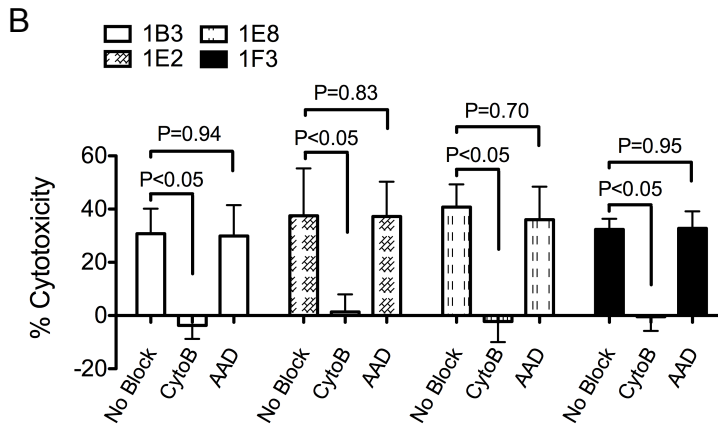 B
1B3 1E8
1E2 1F3
P=0.94 P=0.83 P=0.70 P=0.95
P<0.05 P<0.05 P<0.05 P<0.05
% Cytotoxicity
60
40
20
0
-20
No Block CytoB AAD No Block CytoB AAD No Block CytoB AAD No Block CytoB AAD